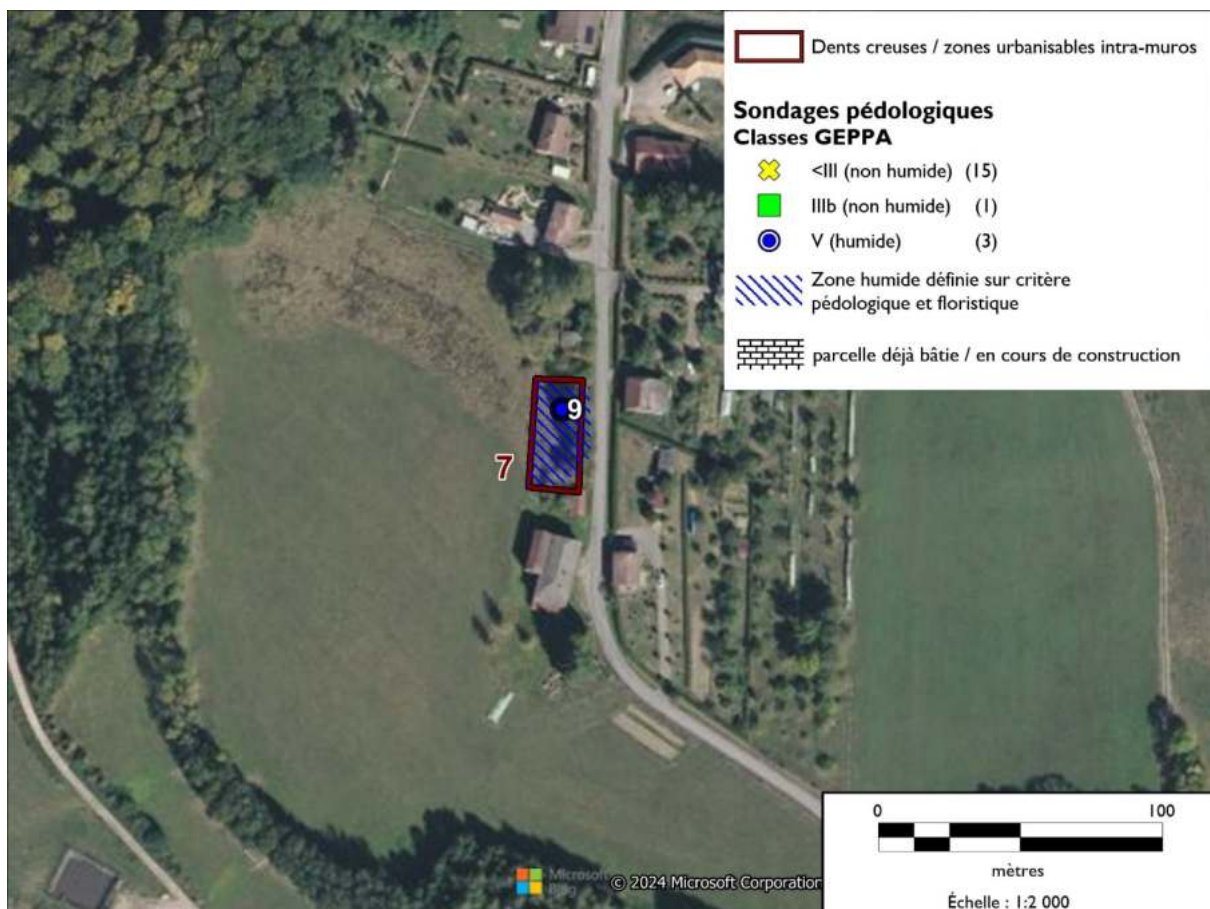 Dents creuses / zones urbanisables intra-muros
Sondages pédologiques
Classes GEPPA
<III (non humide) (15)
IIIb (non humide) (1)
V (humide) (3)
Zone humide définie sur critère
pédologique et floristique
parcelle déjà bâtie / en cours de construction
9
7
0 100
mètres
Échelle : 1:2 000
Microsoft
Bing
© 2024 Microsoft Corporation